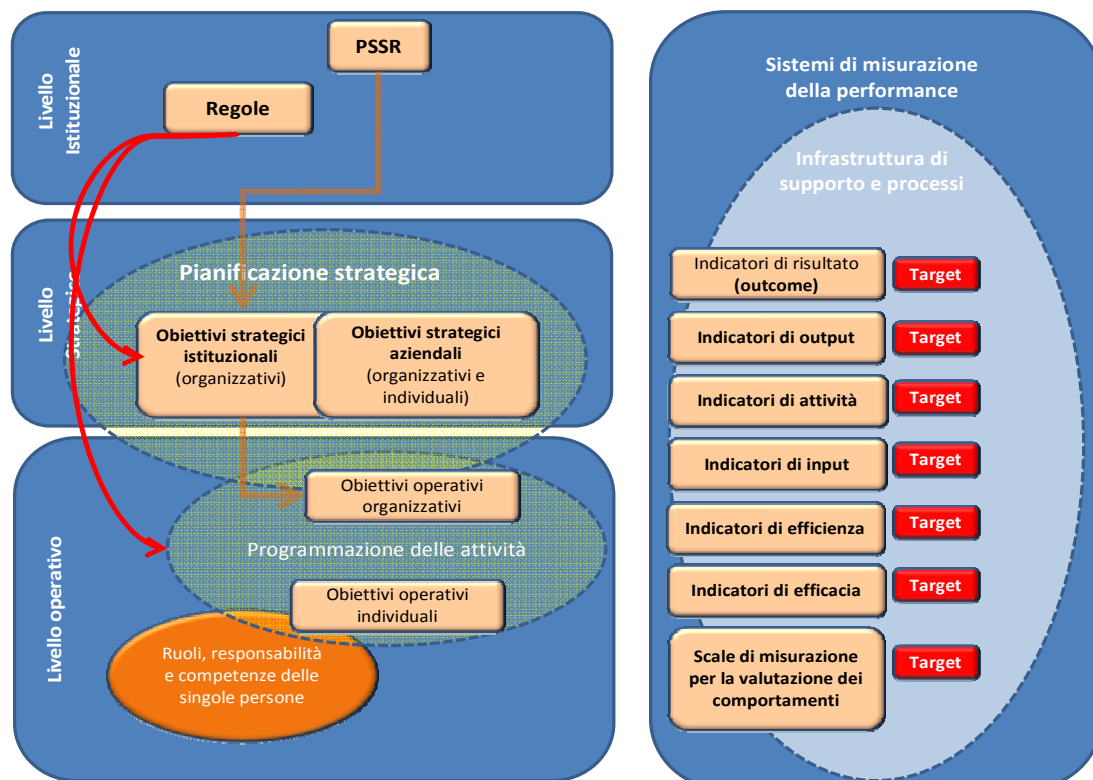 PSSR
Regole
Livello
Istituzionale
Pianificazione strategica
Livello
Strategico
Obiettivi strategici
istituzionali
(organizzativi)
Obiettivi strategici
aziendali
(organizzativi e
individuali)
Obiettivi operativi
organizzativi
Programmazione delle attività
Obiettivi operativi
individuali
Livello operativo
Ruoli, responsabilità
e competenze delle
singole persone
Sistemi di misurazione
della performance
Infrastruttura di
supporto e processi
Indicatori di risultato
(outcome)
Target
Indicatori di output
Target
Indicatori di attività
Target
Indicatori di input
Target
Indicatori di efficienza
Target
Indicatori di efficacia
Target
Scale di misurazione
per la valutazione dei
comportamenti
Target